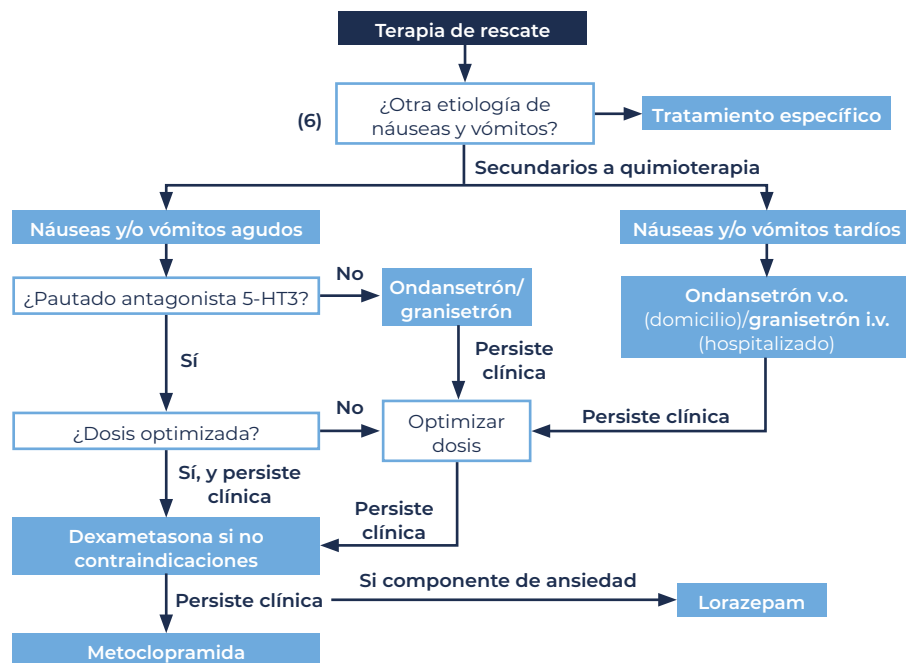 Terapia de rescate
(6)
¿Otra etiología de
náuseas y vómitos?
Tratamiento específico
Secundarios a quimioterapia
Náuseas y/o vómitos agudos
Náuseas y/o vómitos tardíos
¿Pautado antagonista 5-HT3?
No
Ondansetrón/
granisetrón
Ondansetrón v.o.
(domicilio)/granisetrón i.v.
(hospitalizado)
Sí
Persiste
clínica
¿Dosis optimizada?
No
Optimizar
dosis
Persiste clínica
Sí, y persiste
clínica
Persiste
clínica
Dexametasona si no
contraindicaciones
Persiste clínica
Si componente de ansiedad
Lorazepam
Metoclopramida